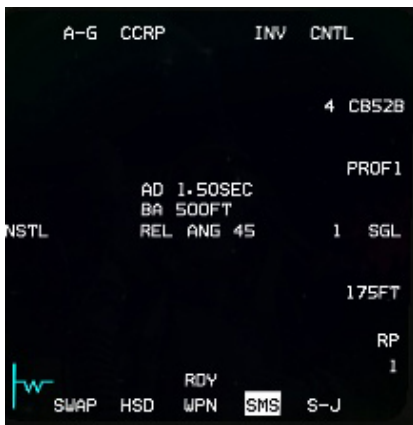 A-G CCRP INV CNTL
4 CB52B
PROF1
AD 1.50SEC
BA 500FT
NSTL REL ANG 45 1 SGL
175FT
RP
1
RDY
SWAP HSD WPN SMS S-J